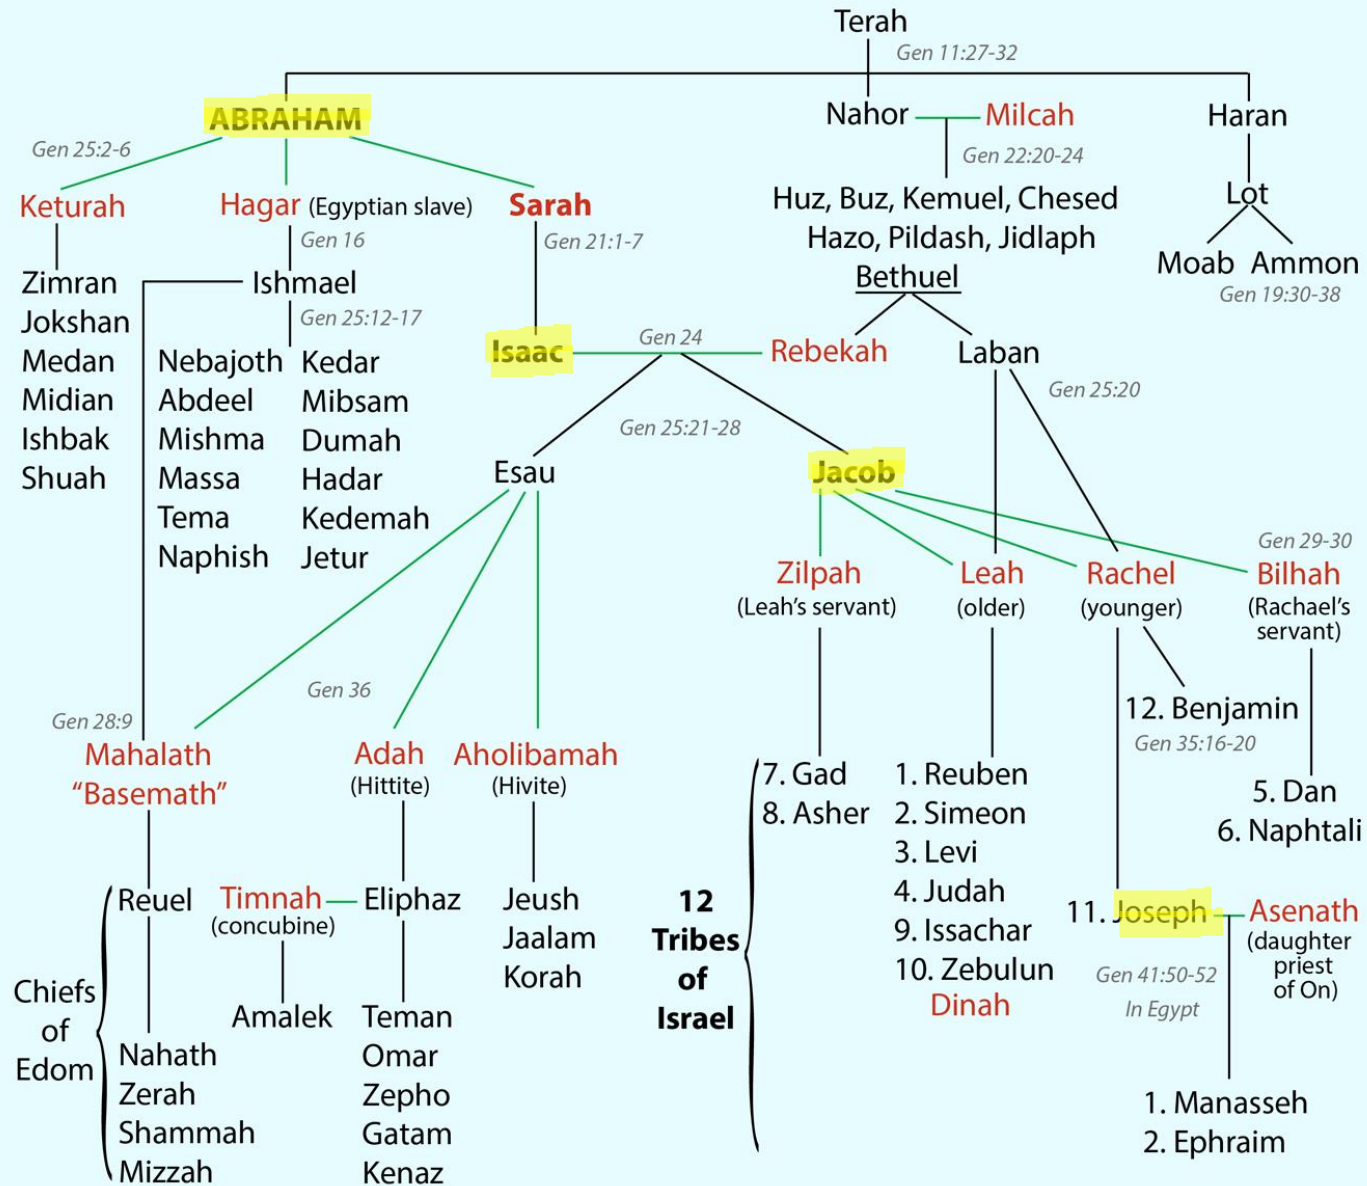 Terah
Gen 11:27-32
ABRAHAM
Nahor
Milcah
Haran
Gen 25:2-6
Gen 22:20-24
Keturah
Hagar (Egyptian slave)
Sarah
Huz, Buz, Kemuel, Chesed
Hazo, Pildash, Jidlaph
Bethuel
Lot
Gen 16
Gen 21:1-7
Moab Ammon
Gen 19:30-38
Zimran
Jokshan
Medan
Midian
Ishbak
Shuah
Ishmael
Gen 25:12-17
Nebajoth
Abdeel
Mishma
Massa
Tema
Naphish
Kedar
Mibsam
Dumah
Hadar
Kedemah
Jetur
Isaac
Gen 24
Rebekah
Laban
Gen 25:20
Gen 25:21-28
Esau
Jacob
Gen 29-30
Zilpah
(Leah's servant)
Leah
(older)
Rachel
(younger)
Bilhah
(Rachael's
servant)
Gen 36
Gen 28:9
Mahalath
"Basemath"
Adah
(Hittite)
Aholibamah
(Hivite)
12. Benjamin
Gen 35:16-20
7. Gad
8. Asher
1. Reuben
2. Simeon
3. Levi
4. Judah
9. Issachar
10. Zebulun
Dinah
5. Dan
6. Naphtali
Chiefs
of
Edom
Reuel
Nahath
Zerah
Shammah
Mizzah
Timnah
(concubine)
Amalek
Eliphaz
Teman
Omar
Zepho
Gatam
Kenaz
Jeush
Jaalam
Korah
12
Tribes
of
Israel
11. Joseph
Asenath
(daughter
priest
of On)
Gen 41:50-52
In Egypt
1. Manasseh
2. Ephraim